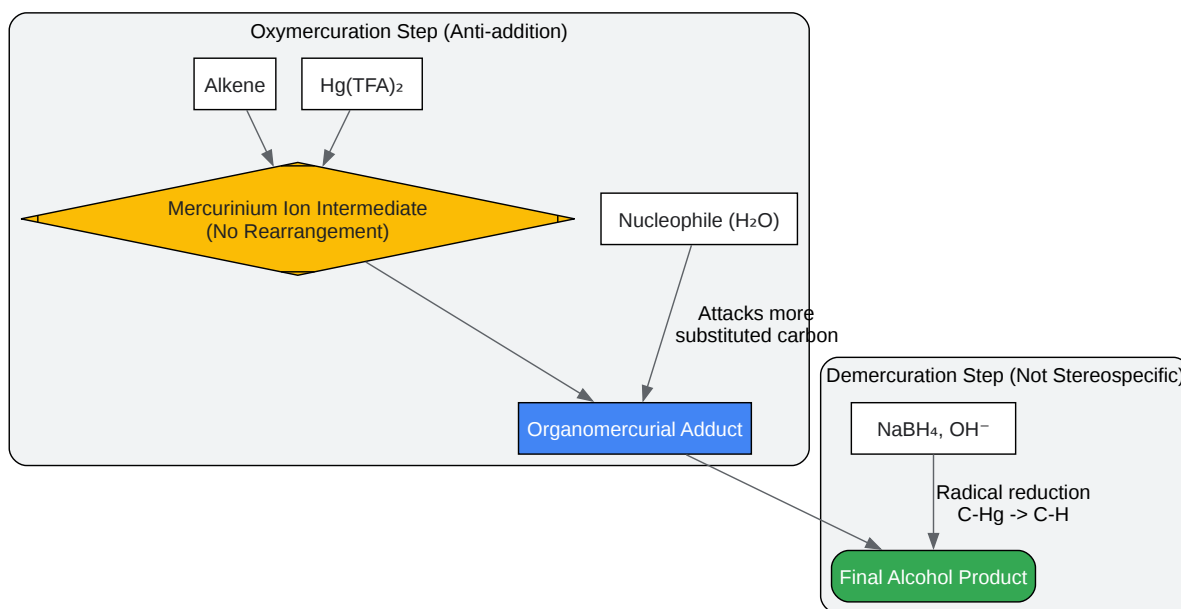 Oxymercuration Step (Anti-addition)
Alkene
Hg(TFA)₂
Mercurinium Ion Intermediate
(No Rearrangement)
Nucleophile (H₂O)
Attacks more
substituted carbon
Organomercurial Adduct
Demercuration Step (Not Stereospecific)
NaBH₄, OH⁻
Radical reduction
C-Hg -> C-H
Final Alcohol Product